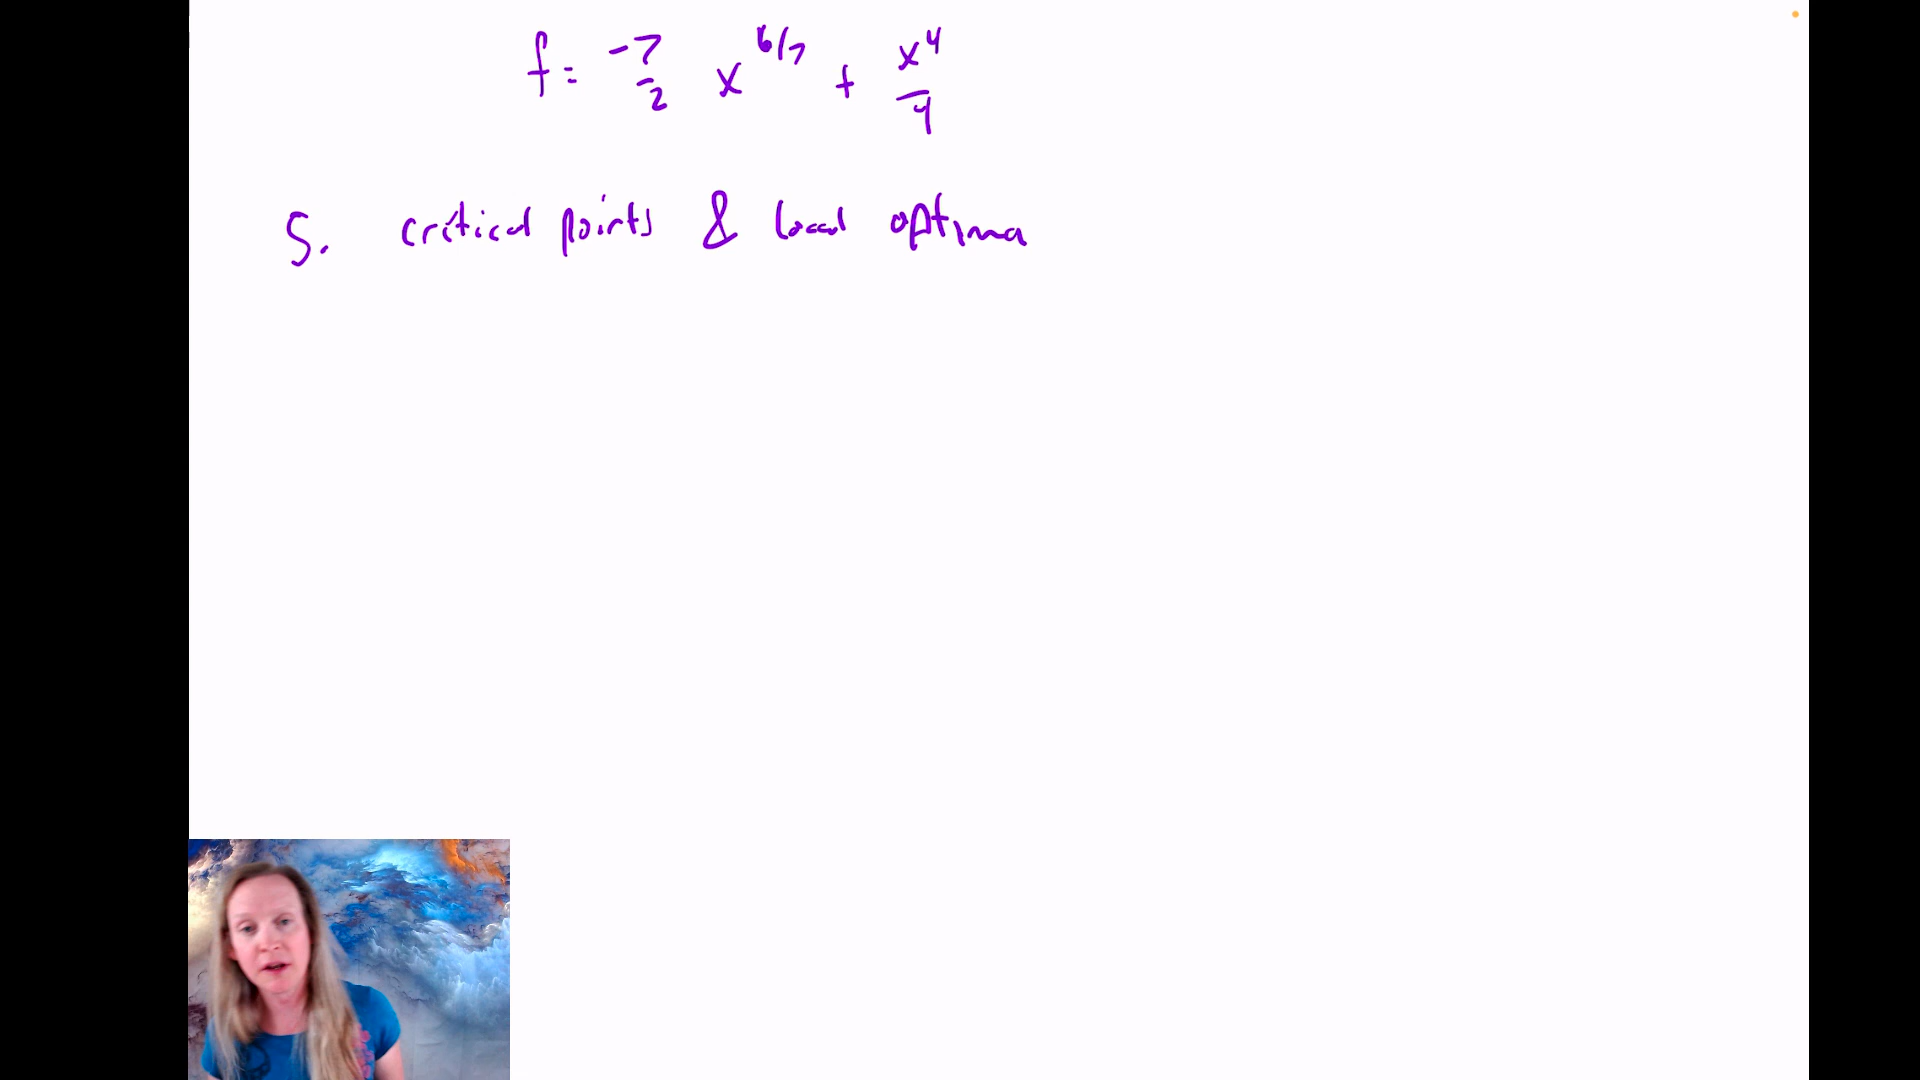 f = -7/2 x^6/7 + x^4/4
5. critical points & local optima